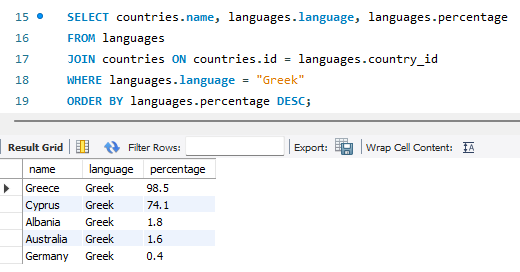 15 SELECT countries.name, languages.language, languages.percentage
16 FROM languages
17 JOIN countries ON countries.id = languages.country_id
18 WHERE languages.language = "Greek"
19 ORDER BY languages.percentage DESC;
Result Grid Filter Rows: Export: Wrap Cell Content: IA
name language percentage
Greece Greek 98.5
Cyprus Greek 74.1
Albania Greek 1.8
Australia Greek 1.6
Germany Greek 0.4